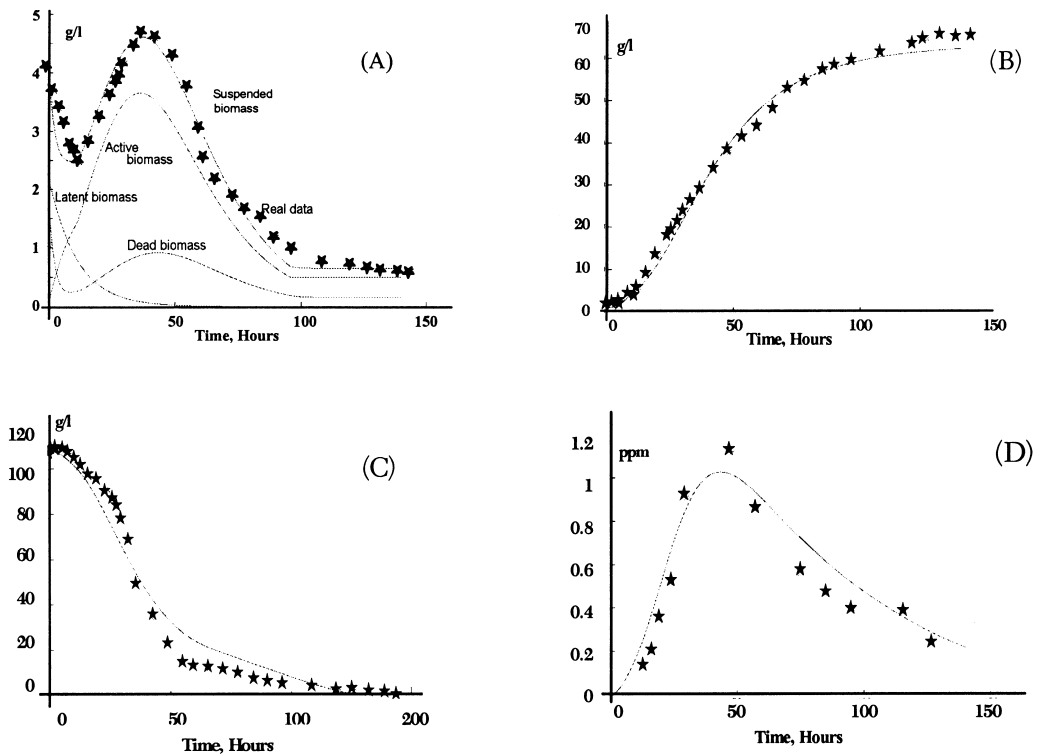 5
g/l
(A)
4
Suspended
biomass
3
Active
biomass
2
Latent biomass
Real data
1
Dead biomass
0
0
50
100
150
Time, Hours
70
g/l
(B)
60
50
40
30
20
10
0
0
50
100
150
Time, Hours
g/l
120
(C)
100
80
60
40
20
0
0
50
100
200
Time, Hours
1.2
ppm
(D)
1
0.8
0.6
0.4
0.2
0
0
50
100
150
Time, Hours